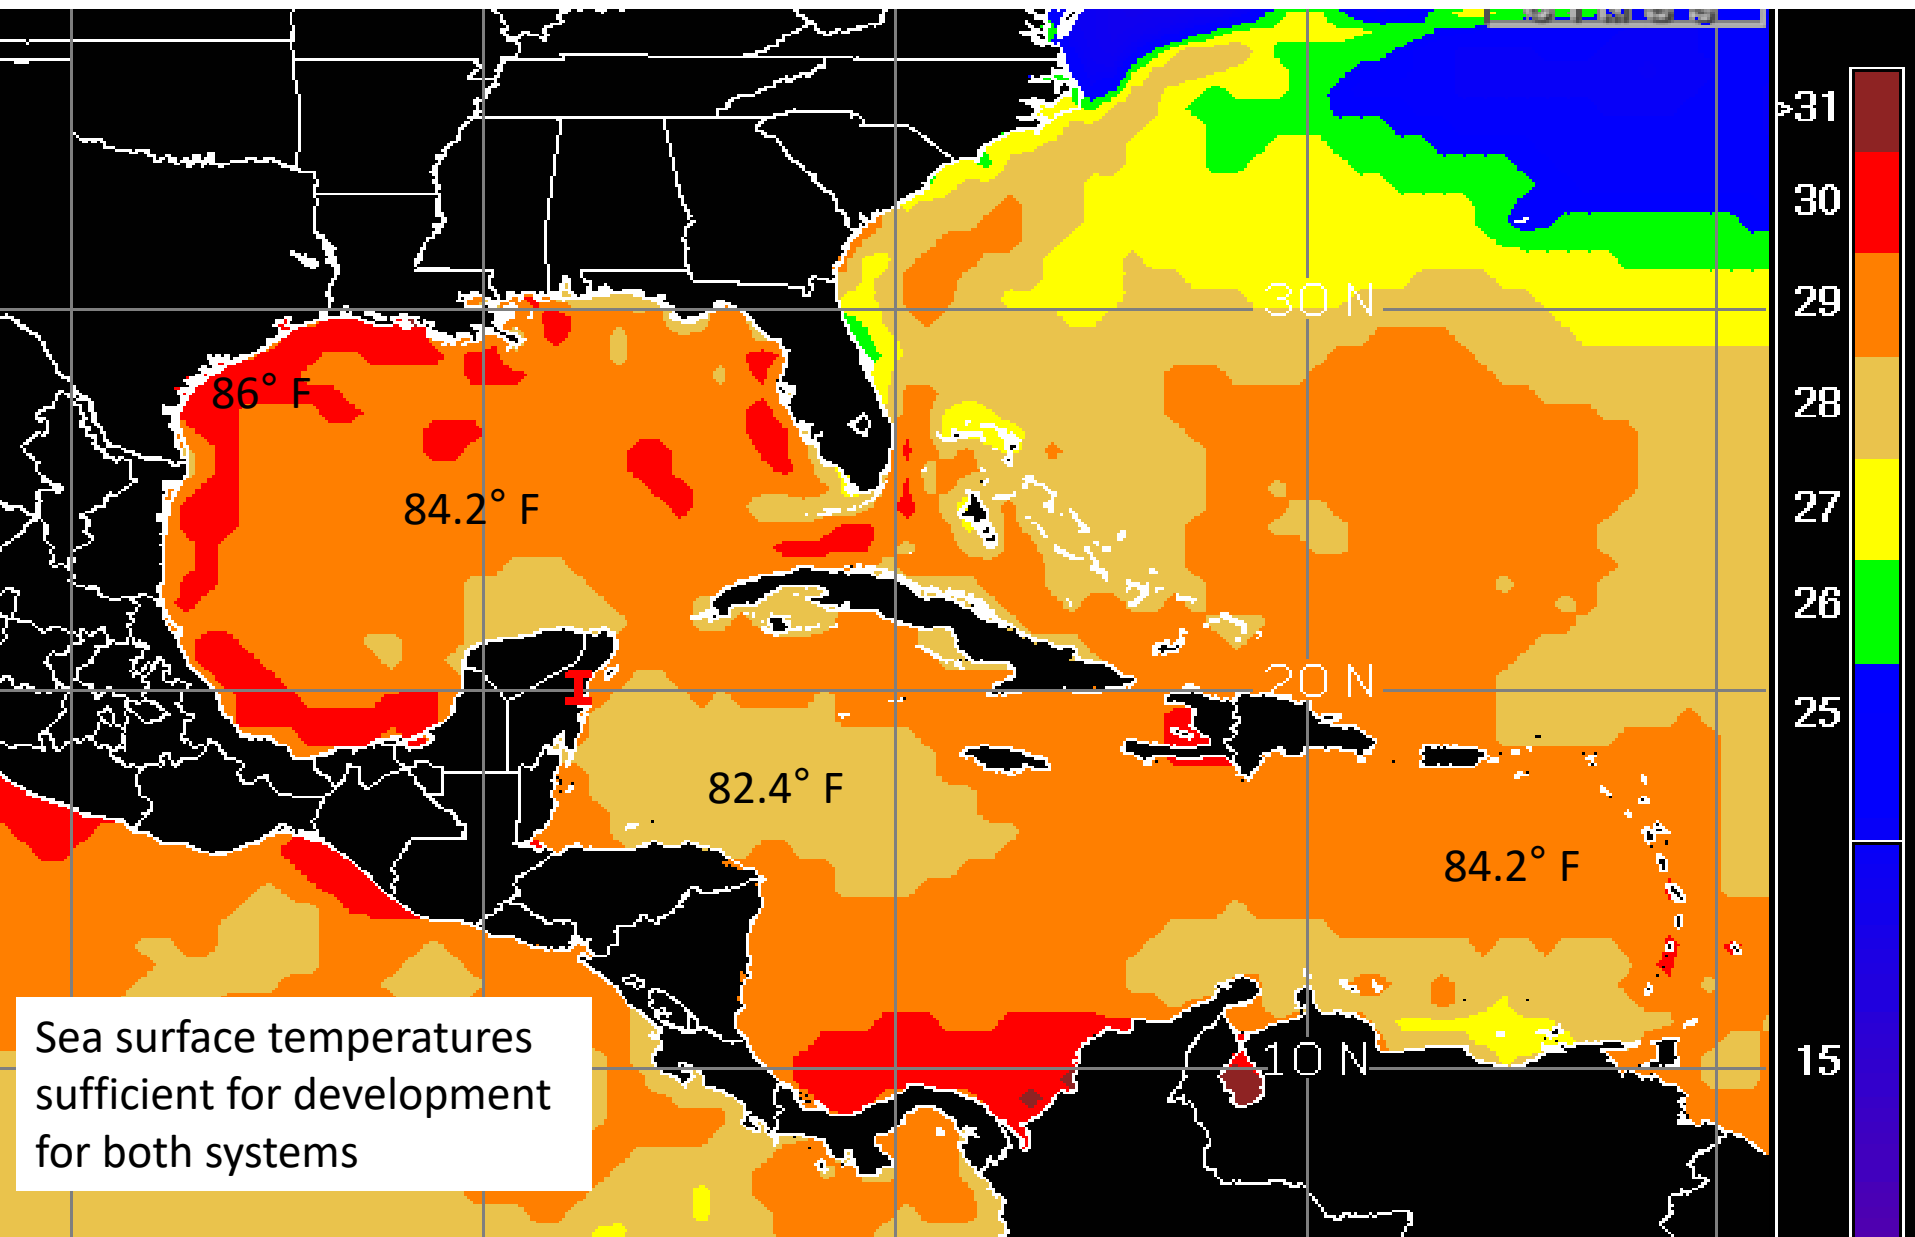 >31
30
30 N
29
86° F
28
84.2° F
27
26
20 N
25
82.4° F
84.2° F
Sea surface temperatures
sufficient for development
for both systems
10 N
15
I